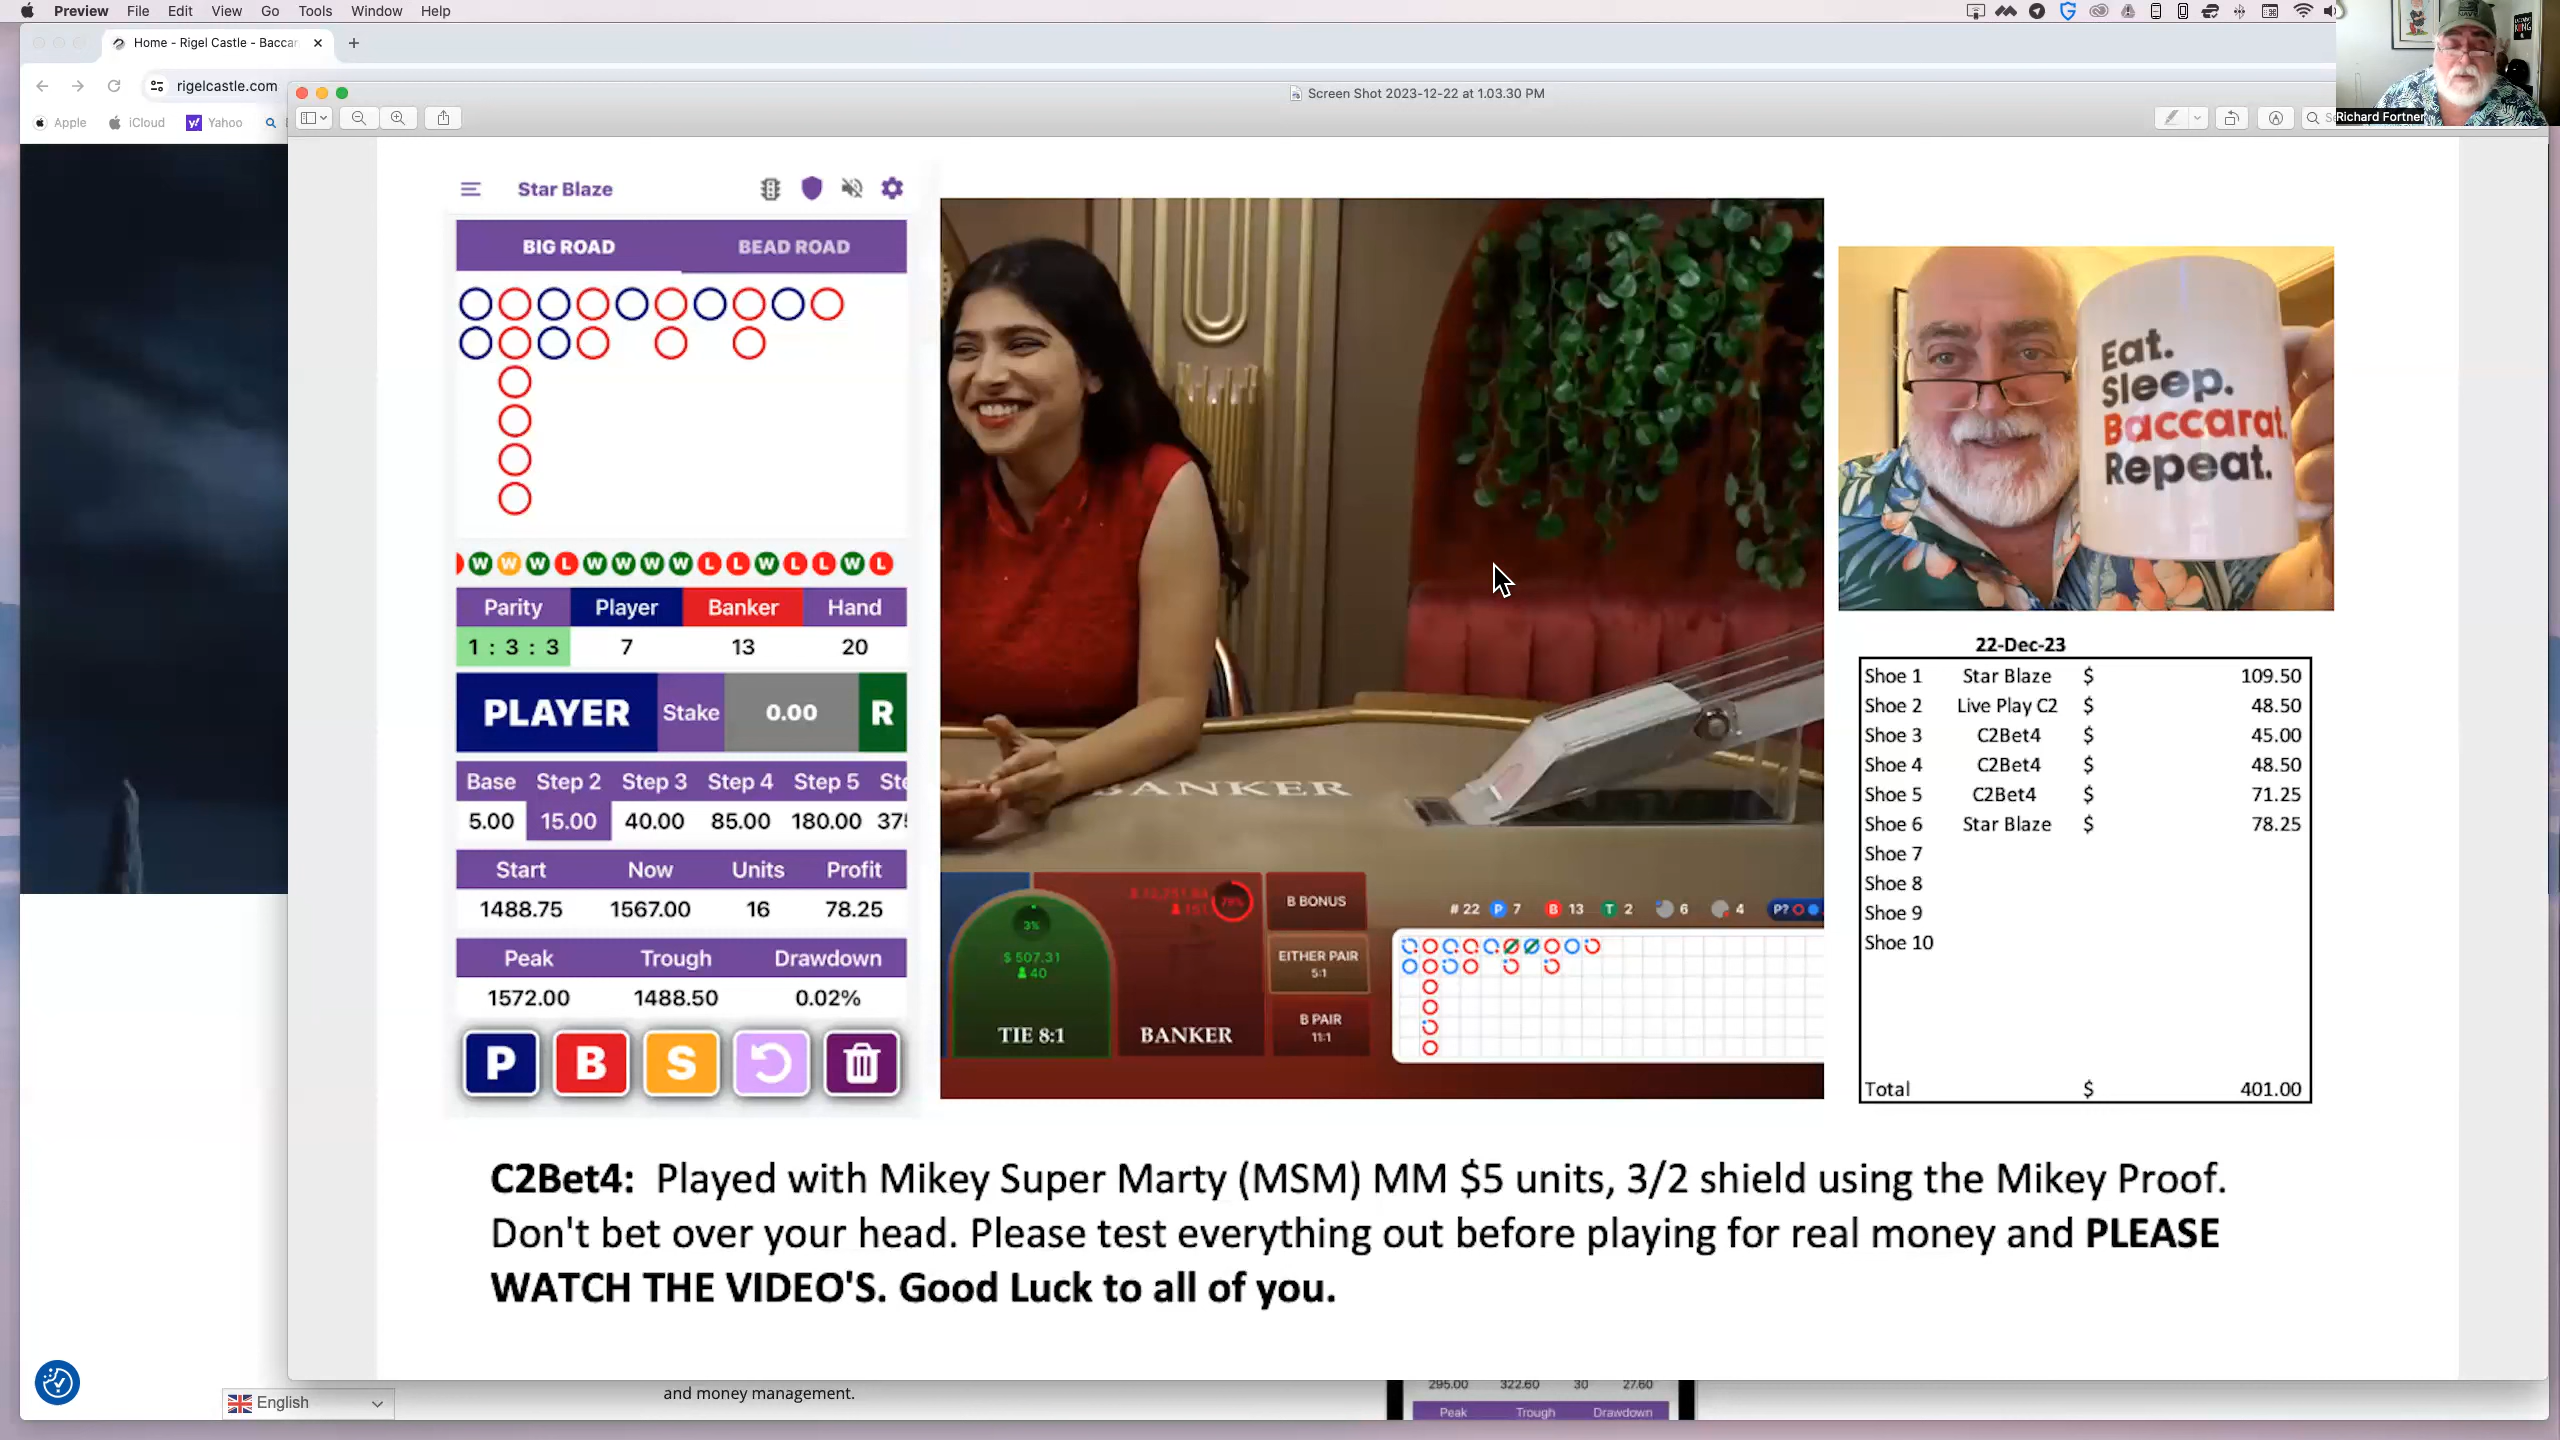 Preview File Edit View Go Tools Window Help
Home - Rigel Castle - Baccar
rigelcastle.com
Apple iCloud Yahoo
Screen Shot 2023-12-22 at 1.03.30 PM
Richard Fortner
Star Blaze
BIG ROAD BEAD ROAD
W W W L W W W W L L W L L W L
Parity Player Banker Hand
1 : 3 : 3 7 13 20
PLAYER Stake 0.00 R
Base Step 2 Step 3 Step 4 Step 5 Ste
5.00 15.00 40.00 85.00 180.00 375
Start Now Units Profit
1488.75 1567.00 16 78.25
Peak Trough Drawdown
1572.00 1488.50 0.02%
P B S
BANKER
3%
$ 507.31
40
TIE 8:1
BANKER
B BONUS
EITHER PAIR
5:1
B PAIR
11:1
# 22 P 7 B 13 T 2 6 4 P?
Eat.
Sleep.
Baccarat.
Repeat.
22-Dec-23
Shoe 1 Star Blaze $ 109.50
Shoe 2 Live Play C2 $ 48.50
Shoe 3 C2Bet4 $ 45.00
Shoe 4 C2Bet4 $ 48.50
Shoe 5 C2Bet4 $ 71.25
Shoe 6 Star Blaze $ 78.25
Shoe 7
Shoe 8
Shoe 9
Shoe 10
Total $ 401.00
C2Bet4: Played with Mikey Super Marty (MSM) MM $5 units, 3/2 shield using the Mikey Proof.
Don't bet over your head. Please test everything out before playing for real money and PLEASE
WATCH THE VIDEO'S. Good Luck to all of you.
and money management.
English
295.00 322.60 30 27.60
Peak Trough Drawdown